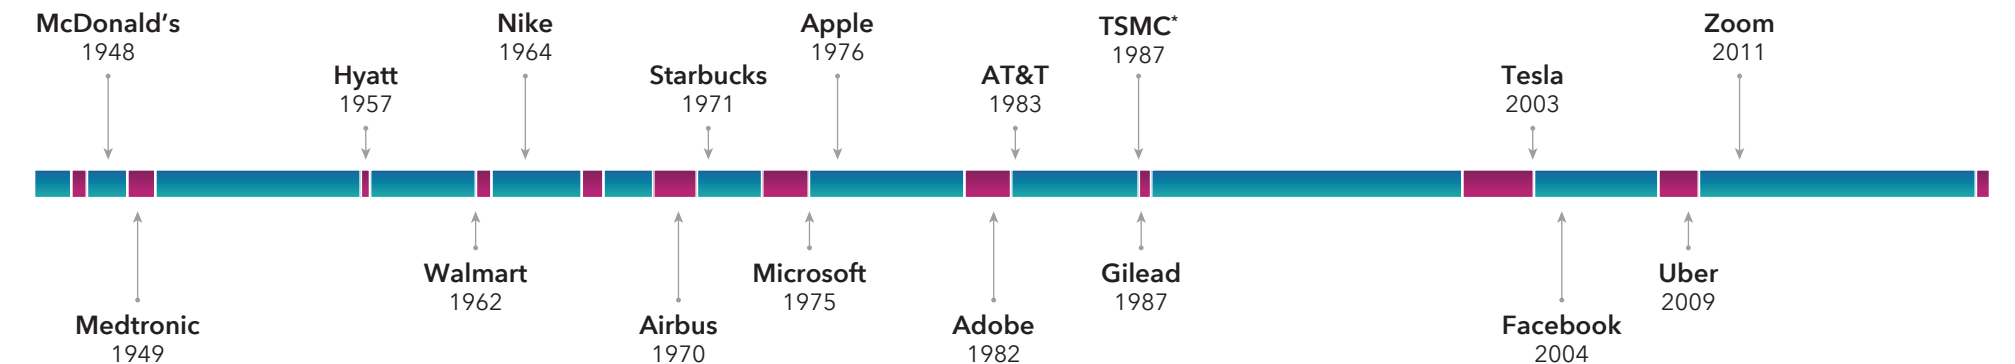 McDonald's
1948
Nike
1964
Apple
1976
TSMC*
1987
Zoom
2011
Hyatt
1957
Starbucks
1971
AT&T
1983
Tesla
2003
Walmart
1962
Microsoft
1975
Gilead
1987
Uber
2009
Medtronic
1949
Airbus
1970
Adobe
1982
Facebook
2004